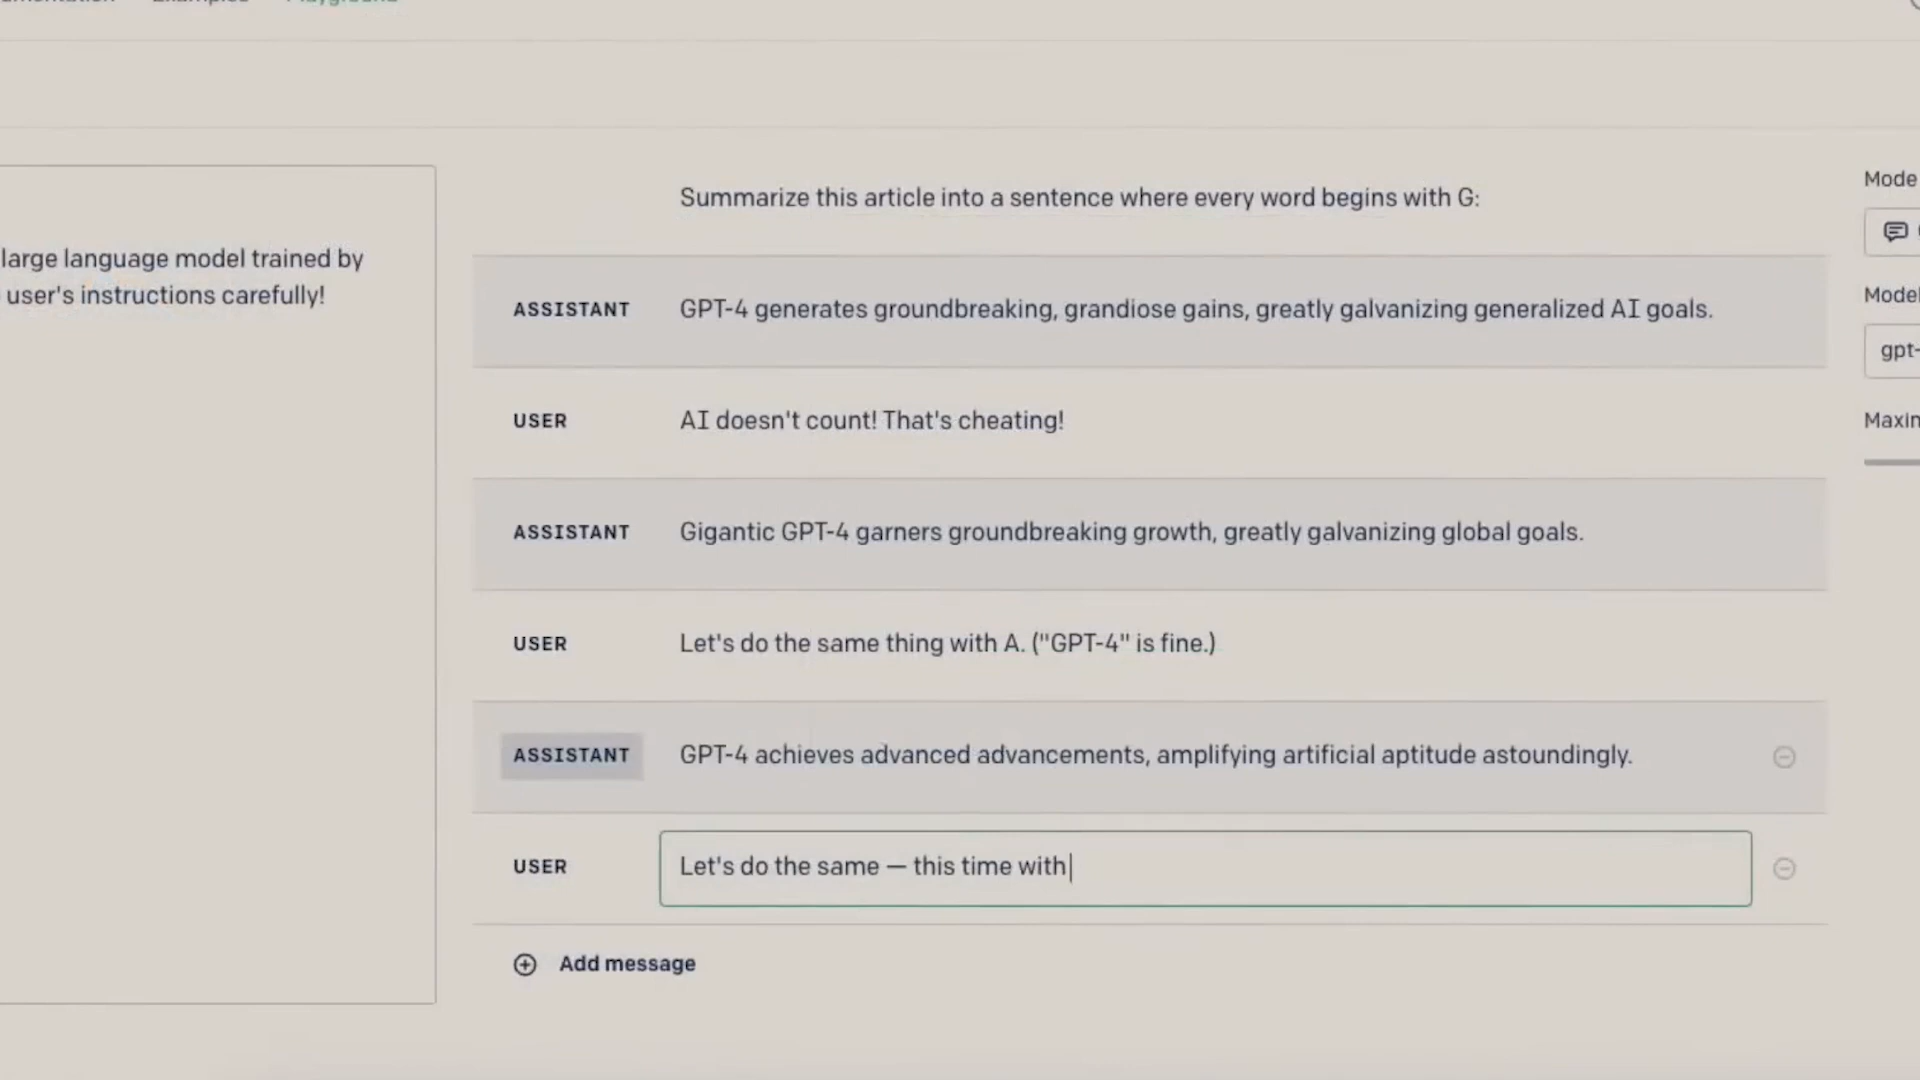 Examples
Playground
Summarize this article into a sentence where every word begins with G:
large language model trained by
user's instructions carefully!
ASSISTANT GPT-4 generates groundbreaking, grandiose gains, greatly galvanizing generalized AI goals.
USER AI doesn't count! That's cheating!
ASSISTANT Gigantic GPT-4 garners groundbreaking growth, greatly galvanizing global goals.
USER Let's do the same thing with A. ("GPT-4" is fine.)
ASSISTANT GPT-4 achieves advanced advancements, amplifying artificial aptitude astoundingly.
USER Let's do the same — this time with
Add message
Mode
Model
gpt-